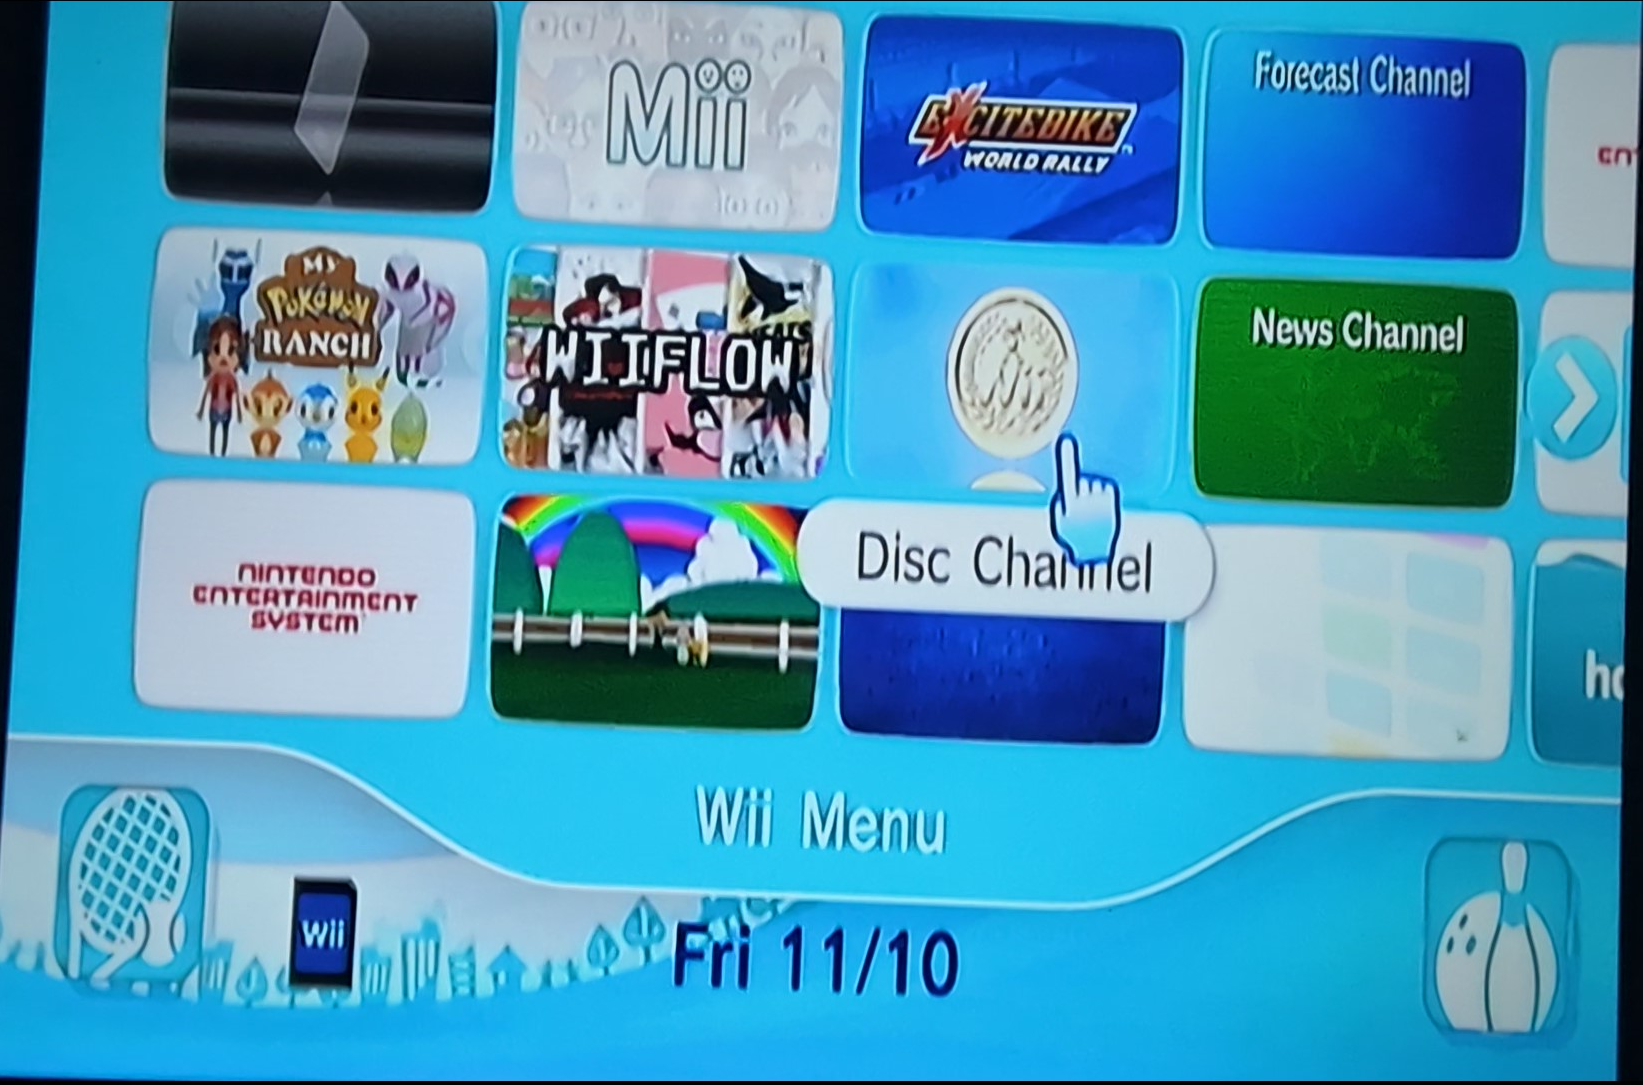 Mii
EXCITEBIKE
WORLD RALLY
Forecast Channel
MY
POKéMON
RANCH
WIIFLOW
News Channel
NINTENDO
ENTERTAINMENT
SYSTEM
Disc Channel
Wii Menu
Wii
Fri 11/10